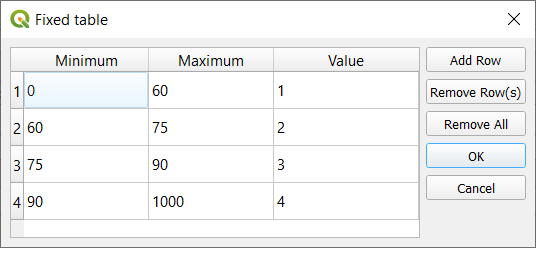 Fixed table
Minimum Maximum Value Add Row
1 0 60 1 Remove Row(s)
2 60 75 2 Remove All
3 75 90 3 OK
4 90 1000 4 Cancel